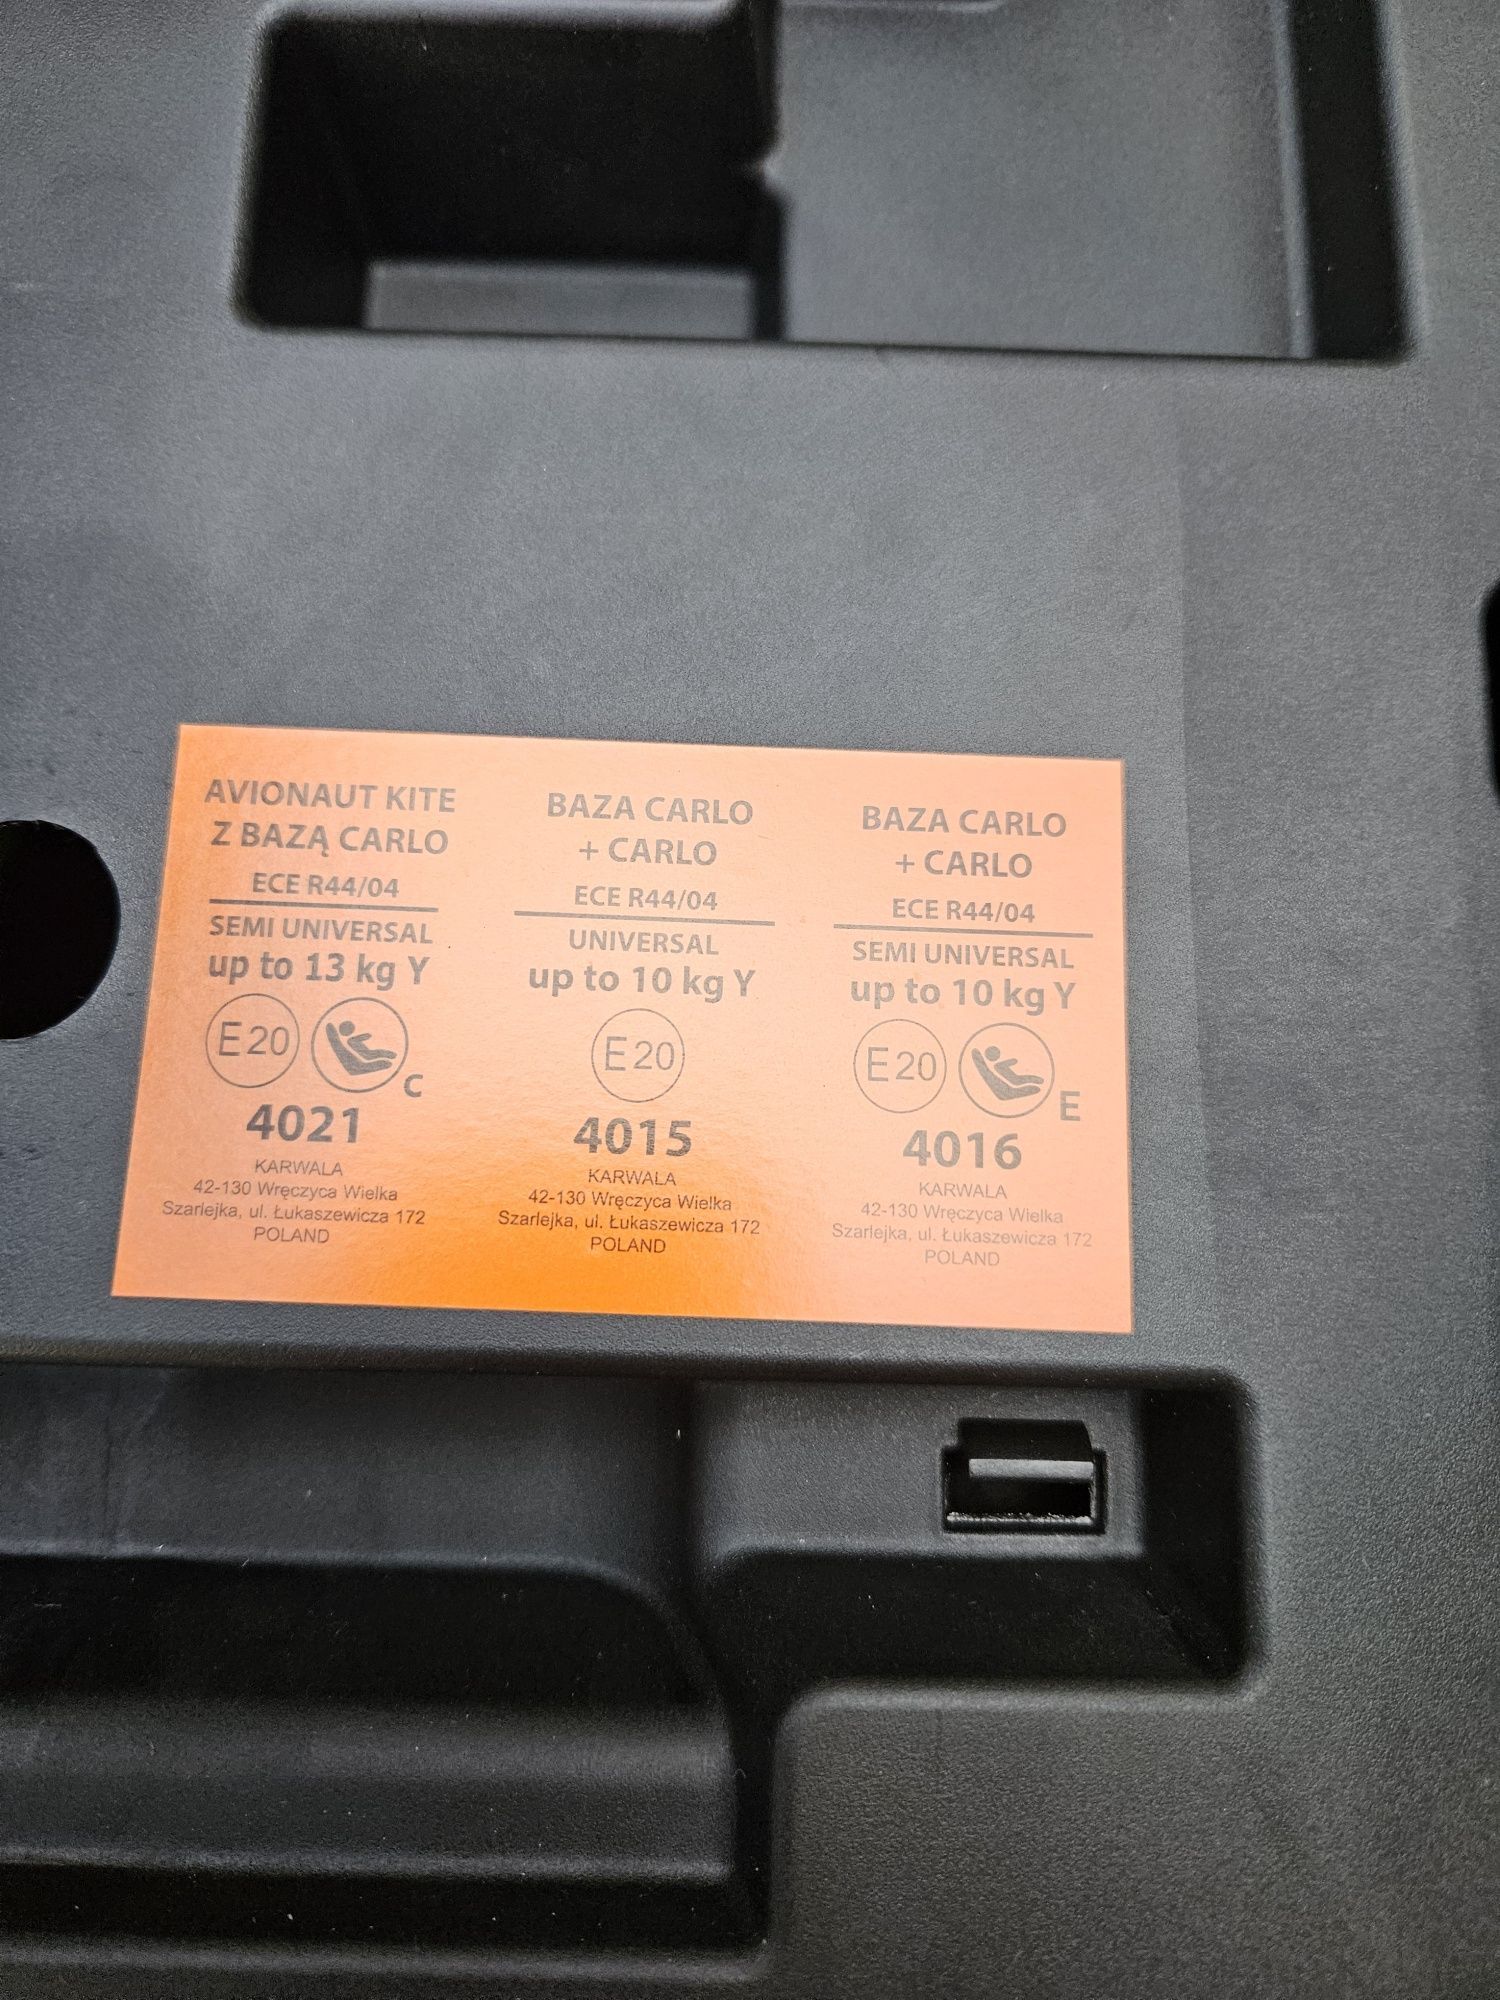 AVIONAUT KITE
Z BAZĄ CARLO
ECE R44/04
SEMI UNIVERSAL
up to 13 kg Y
E20
C
4021
KARWALA
42-130 Wręczyca Wielka
Szarlejka, ul. Łukaszewicza 172
POLAND
BAZA CARLO
+ CARLO
ECE R44/04
UNIVERSAL
up to 10 kg Y
E20
4015
KARWALA
42-130 Wręczyca Wielka
Szarlejka, ul. Łukaszewicza 172
POLAND
BAZA CARLO
+ CARLO
ECE R44/04
SEMI UNIVERSAL
up to 10 kg Y
E20
E
4016
KARWALA
42-130 Wręczyca Wielka
Szarlejka, ul. Łukaszewicza 172
POLAND